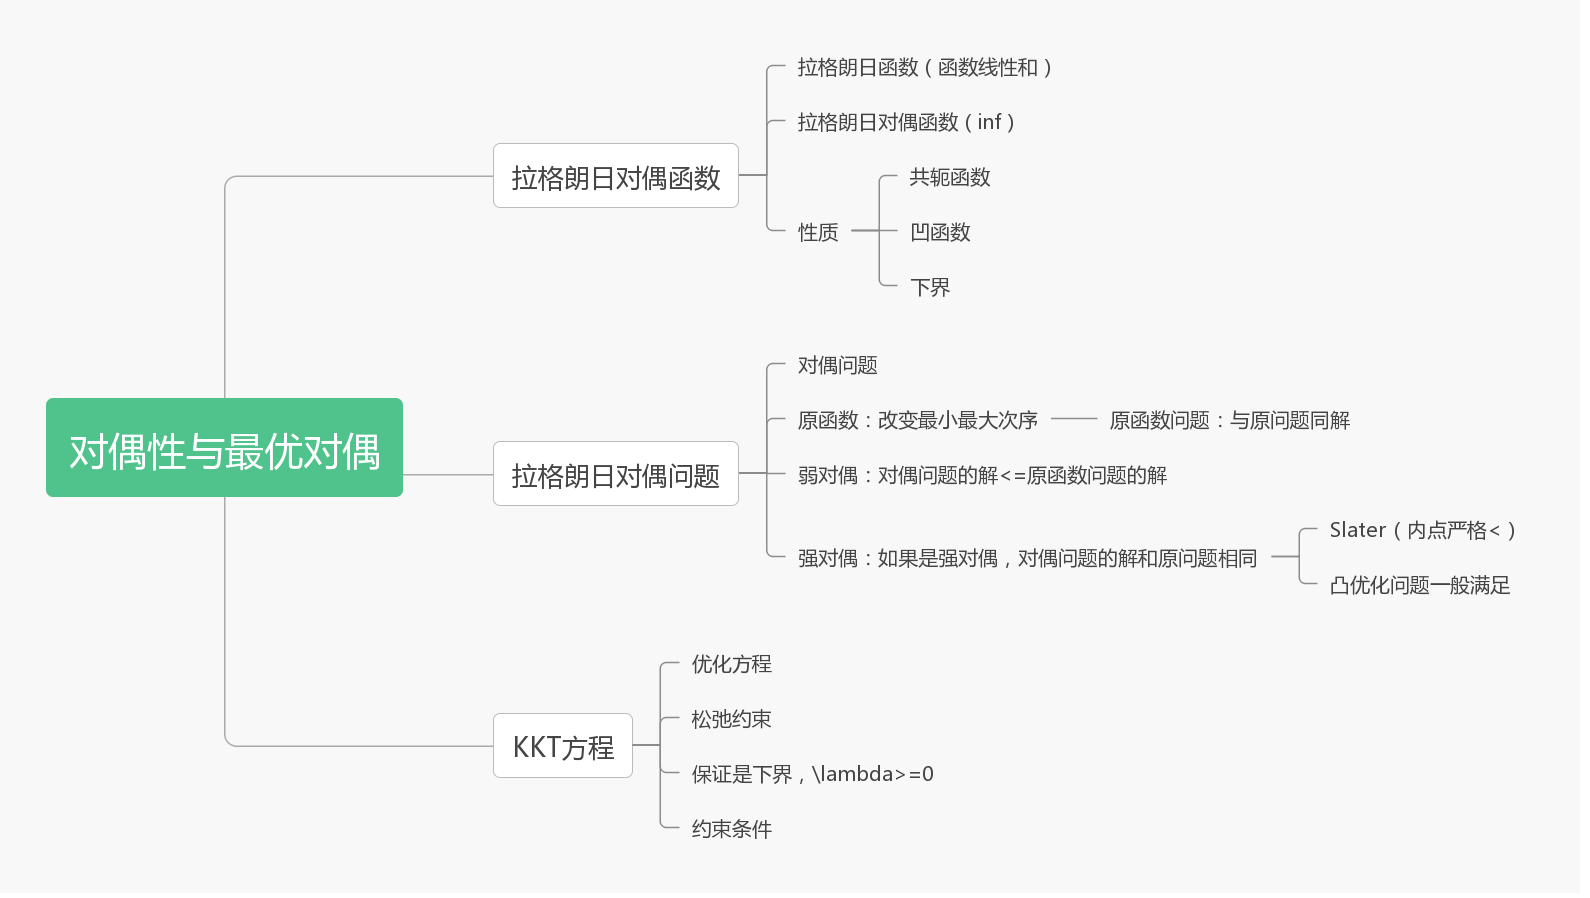 拉格朗日函数（函数线性和）
拉格朗日对偶函数（inf）
共轭函数
拉格朗日对偶函数
性质
凹函数
下界
对偶问题
原函数：改变最小最大次序
原函数问题：与原问题同解
对偶性与最优对偶
拉格朗日对偶问题
弱对偶：对偶问题的解<=原函数问题的解
Slater（内点严格<）
强对偶：如果是强对偶，对偶问题的解和原问题相同
凸优化问题一般满足
优化方程
松弛约束
KKT方程
保证是下界，\lambda>=0
约束条件